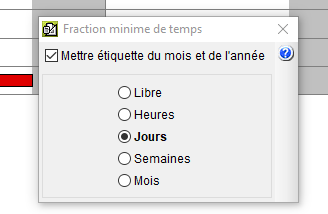 Fraction minime de temps
Mettre étiquette du mois et de l'année
Libre
Heures
Jours
Semaines
Mois